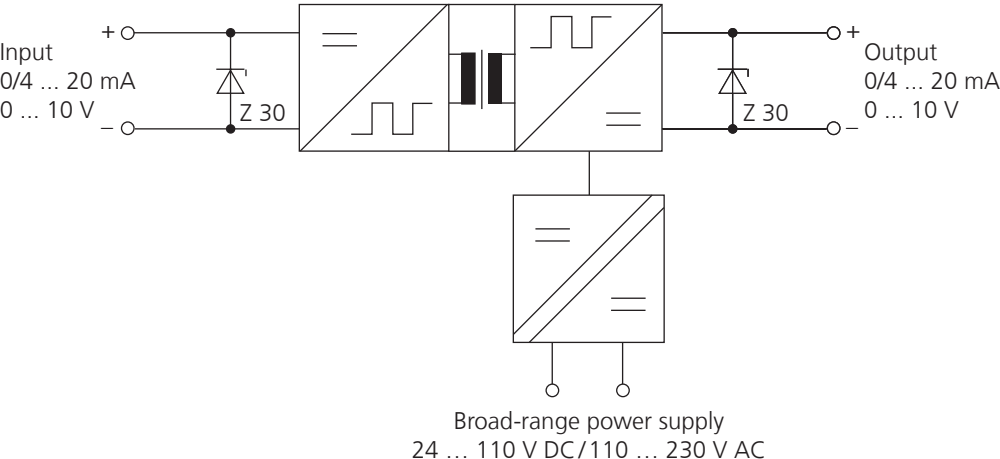 +
Input
0/4 ... 20 mA
0 ... 10 V
–
Z 30
Z 30
+
Output
0/4 ... 20 mA
0 ... 10 V
–
Broad-range power supply
24 ... 110 V DC/110 ... 230 V AC